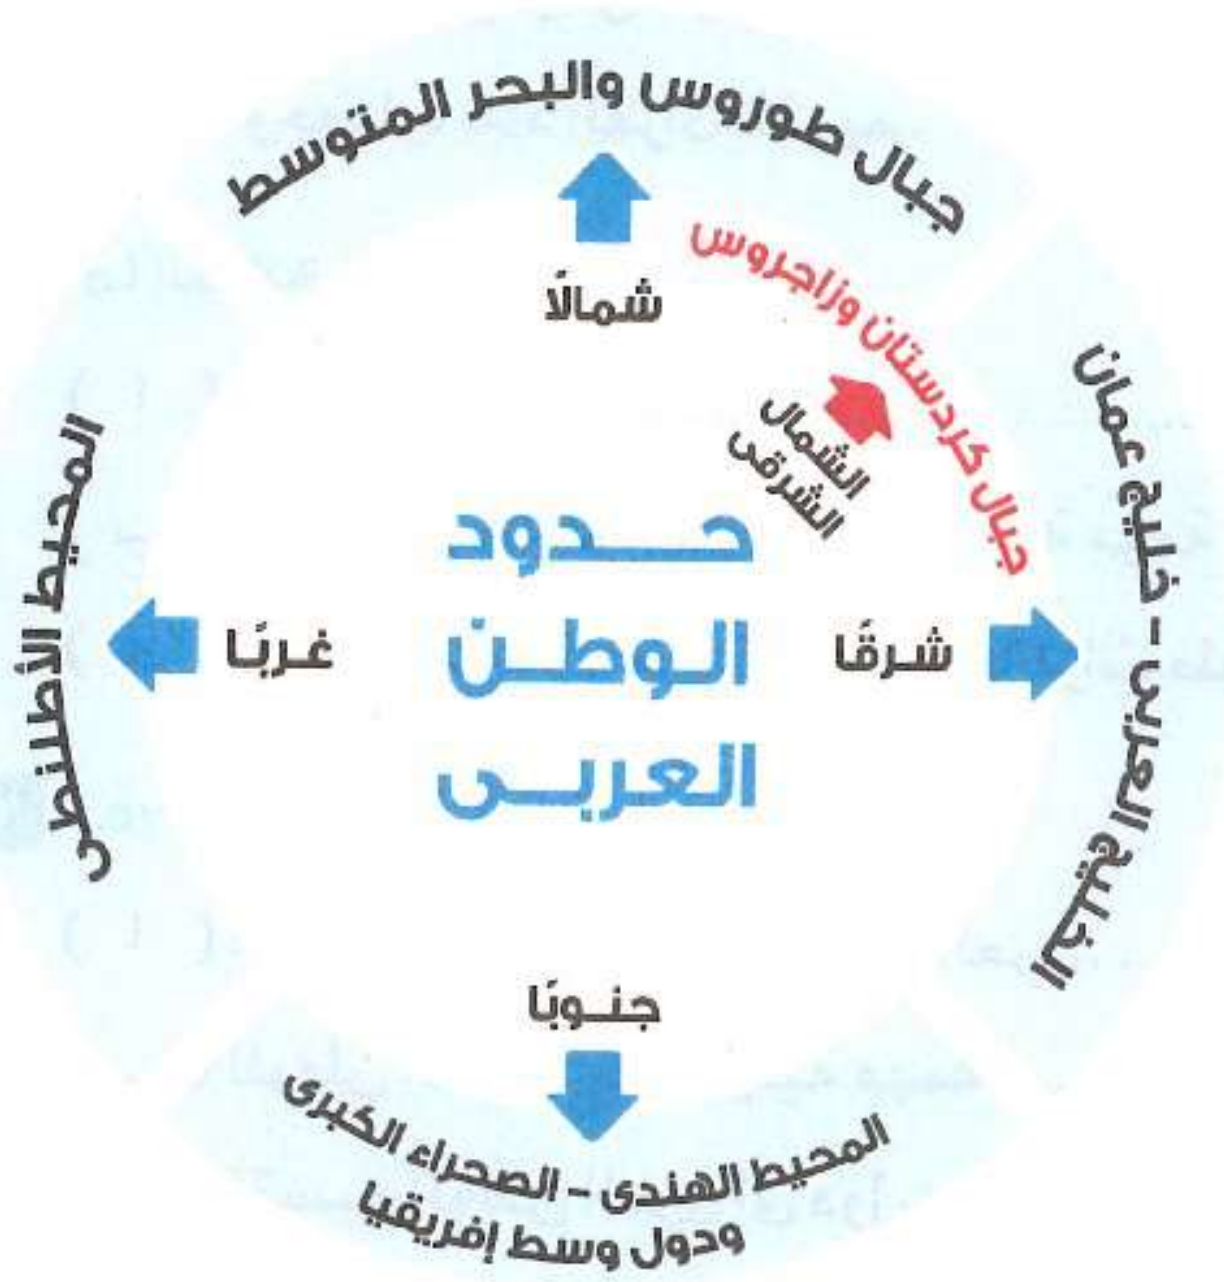 جبال طوروس والبحر المتوسط
شمالًا
جبال كردستان وزاجروس
الشمال
الشرقى
حدود
الوطن
العربى
شرقًا
الخليج العربى - خليج عمان
غربًا
المحيط الأطلنطى
جنوبًا
المحيط الهندى - الصحراء الكبرى
ودول وسط إفريقيا